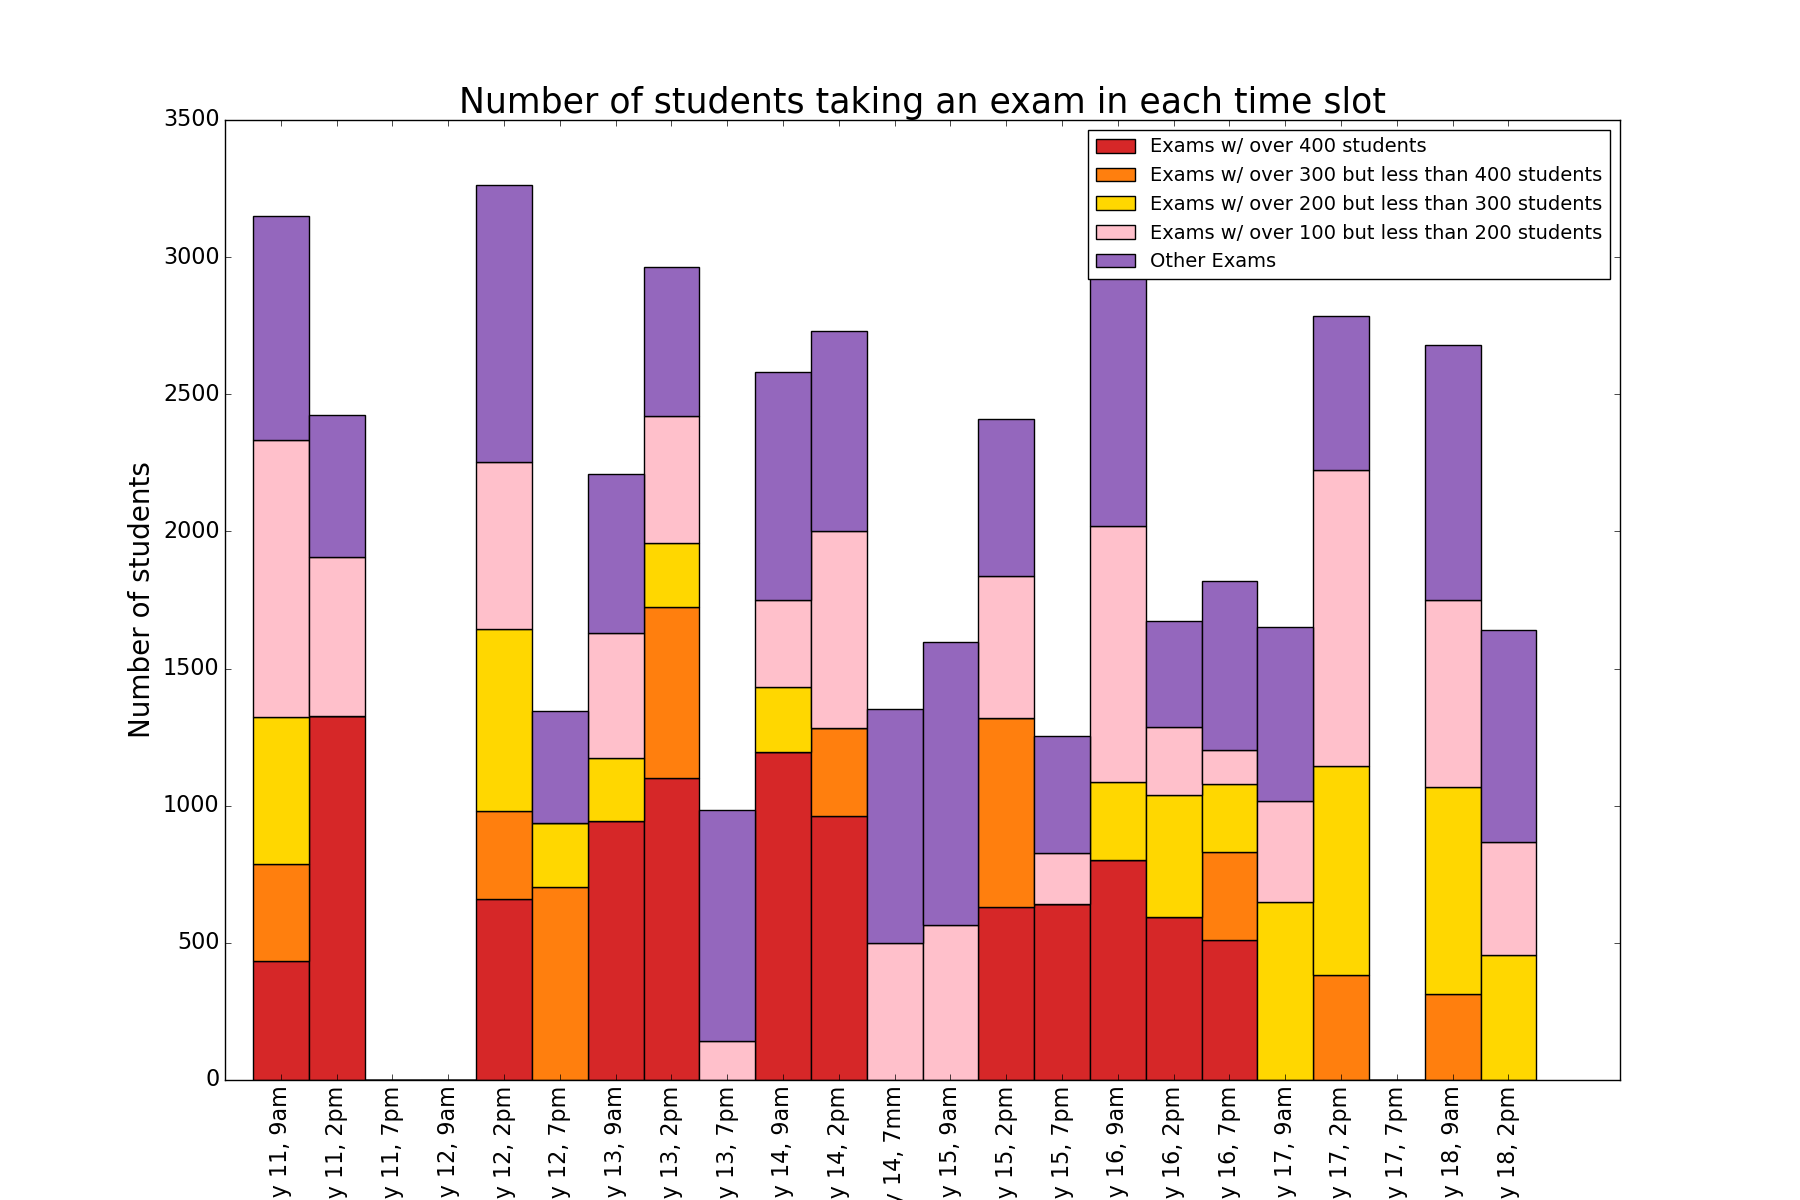 Number of students taking an exam in each time slot
Exams w/ over 400 students
Exams w/ over 300 but less than 400 students
Exams w/ over 200 but less than 300 students
Exams w/ over 100 but less than 200 students
Other Exams
Number of students
3500
3000
2500
2000
1500
1000
500
0
y 11, 9am
y 11, 2pm
y 11, 7pm
y 12, 9am
y 12, 2pm
y 12, 7pm
y 13, 9am
y 13, 2pm
y 13, 7pm
y 14, 9am
y 14, 2pm
y 14, 7mm
y 15, 9am
y 15, 2pm
y 15, 7pm
y 16, 9am
y 16, 2pm
y 16, 7pm
y 17, 9am
y 17, 2pm
y 17, 7pm
y 18, 9am
y 18, 2pm